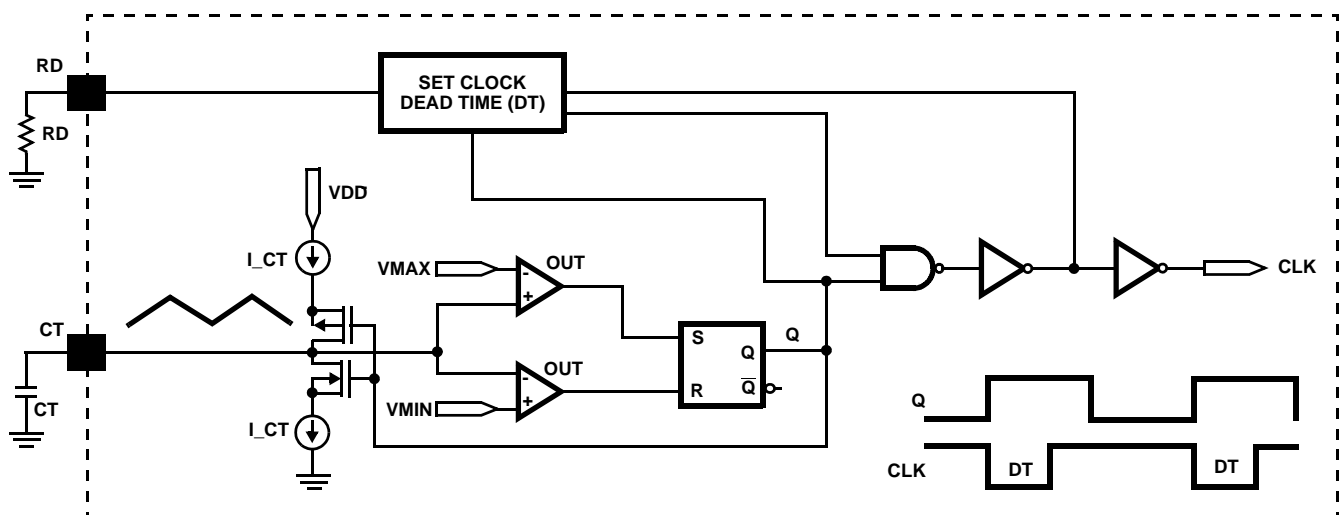 RD
SET CLOCK
DEAD TIME (DT)
RD
VDD
I_CT
VMAX
OUT
-
+
CLK
CT
S
Q
Q
OUT
-
+
R
Q
CT
VMIN
I_CT
Q
CLK
DT
DT